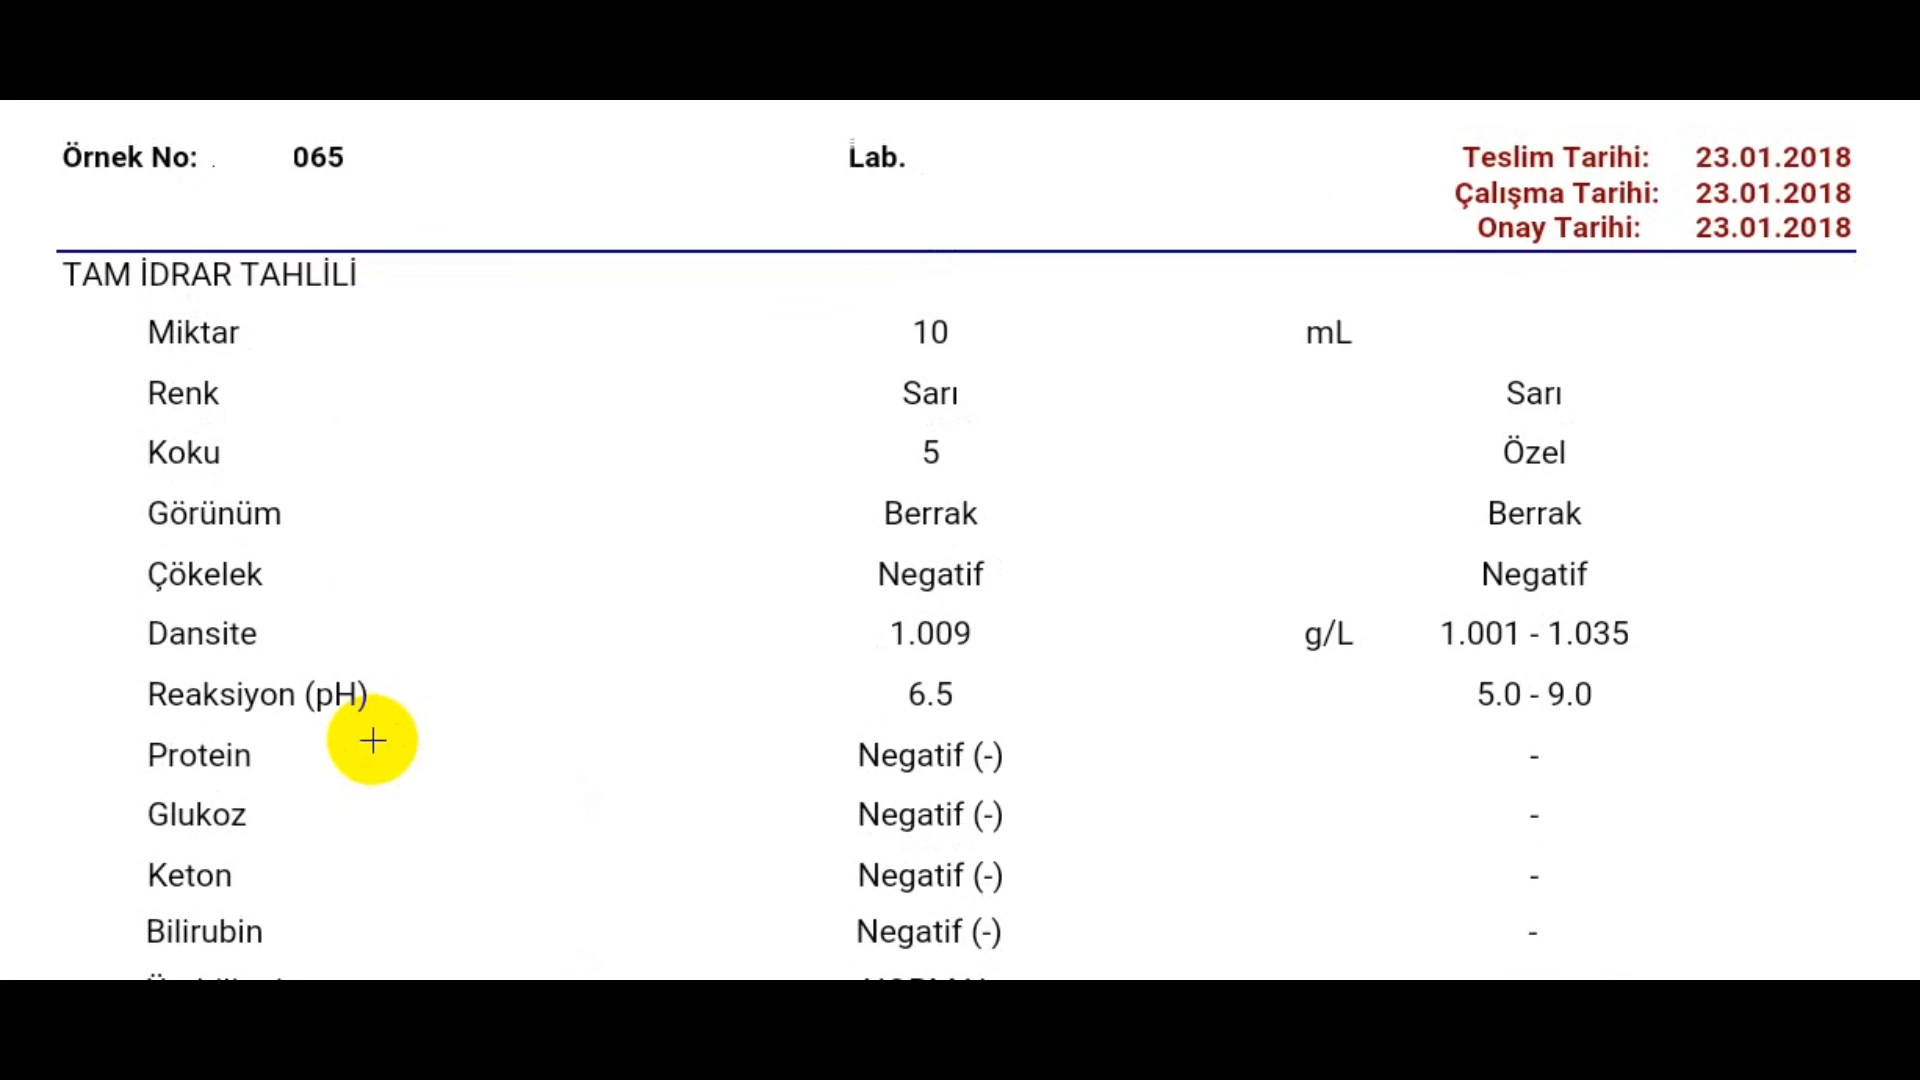 Örnek No: 065 Lab. Teslim Tarihi: 23.01.2018
Çalışma Tarihi: 23.01.2018
Onay Tarihi: 23.01.2018
TAM İDRAR TAHLİLİ
Miktar 10 mL
Renk Sarı Sarı
Koku 5 Özel
Görünüm Berrak Berrak
Çökelek Negatif Negatif
Dansite 1.009 g/L 1.001 - 1.035
Reaksiyon (pH) 6.5 5.0 - 9.0
Protein Negatif (-) -
Glukoz Negatif (-) -
Keton Negatif (-) -
Bilirubin Negatif (-) -